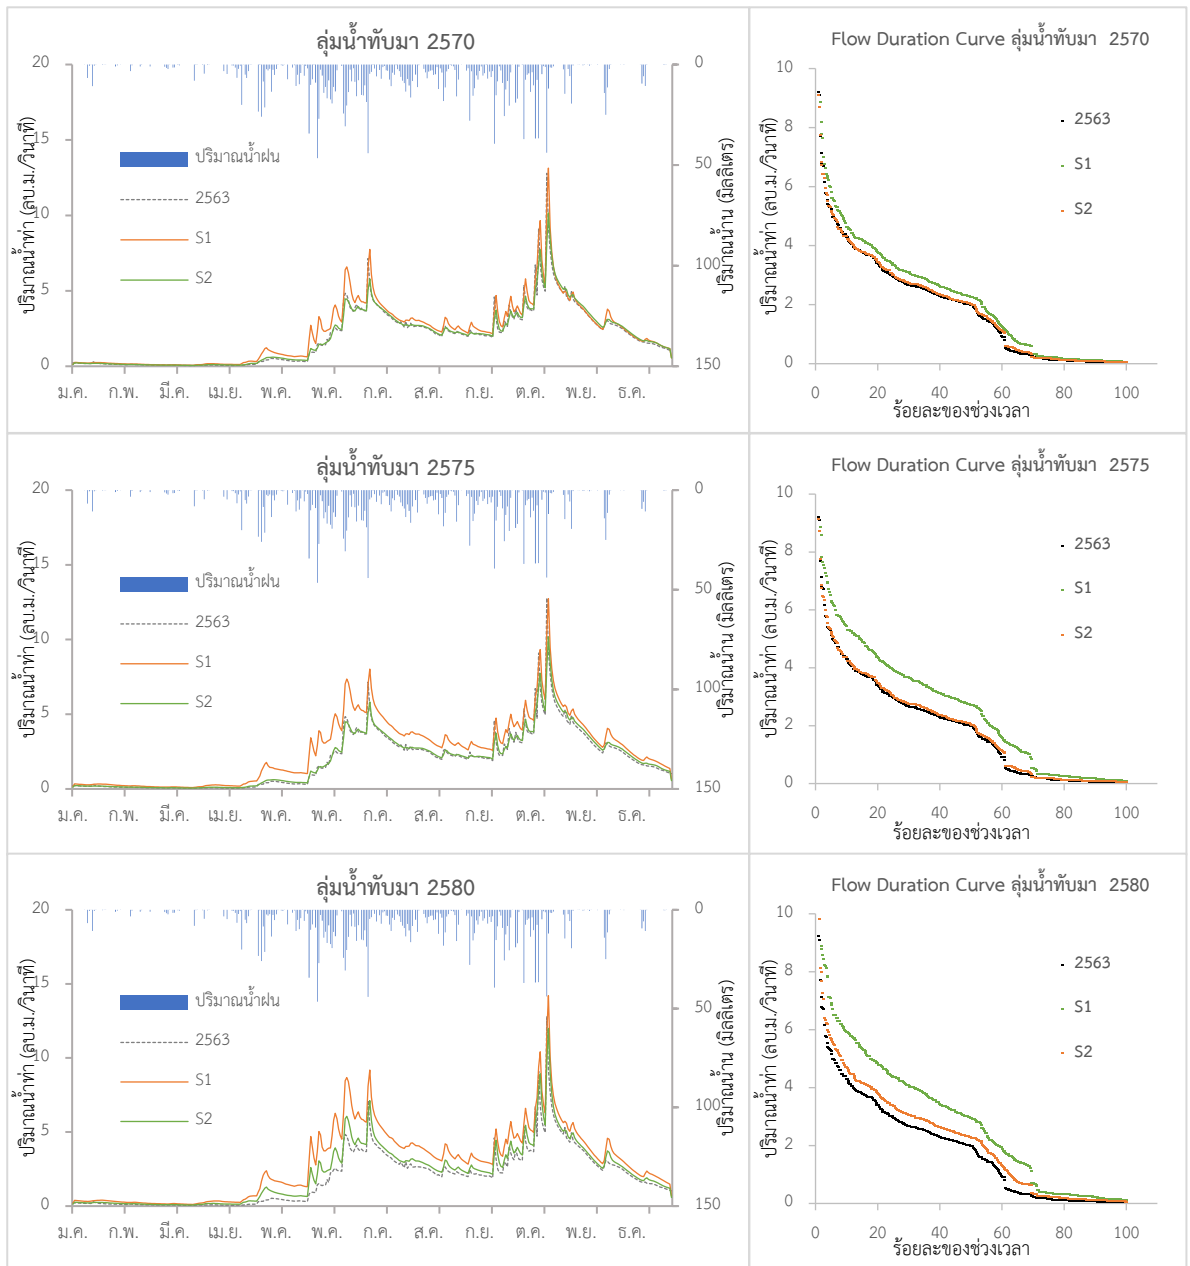 ลุ่มน้ำทับมา 2570
ปริมาณน้ำท่า (ลบ.ม./วินาที)
20
15
10
5
0
ปริมาณน้ำฝน
2563
S1
S2
0
50
100
150
ปริมาณน้ำน (มิลลิเตร)
ม.ค. ก.พ. มี.ค. เม.ย. พ.ค. พ.ค. ก.ค. ส.ค. ก.ย. ต.ค. พ.ย. ธ.ค.
Flow Duration Curve ลุ่มน้ำทับมา 2570
ปริมาณน้ำท่า (ลบ.ม./วินาที)
10
8
6
4
2
0
2563
S1
S2
0 20 40 60 80 100
ร้อยละของช่วงเวลา
ลุ่มน้ำทับมา 2575
ปริมาณน้ำท่า (ลบ.ม./วินาที)
20
15
10
5
0
ปริมาณน้ำฝน
2563
S1
S2
0
50
100
150
ปริมาณน้ำน (มิลลิเตร)
ม.ค. ก.พ. มี.ค. เม.ย. พ.ค. พ.ค. ก.ค. ส.ค. ก.ย. ต.ค. พ.ย. ธ.ค.
Flow Duration Curve ลุ่มน้ำทับมา 2575
ปริมาณน้ำท่า (ลบ.ม./วินาที)
10
8
6
4
2
0
2563
S1
S2
0 20 40 60 80 100
ร้อยละของช่วงเวลา
ลุ่มน้ำทับมา 2580
ปริมาณน้ำท่า (ลบ.ม./วินาที)
20
15
10
5
0
ปริมาณน้ำฝน
2563
S1
S2
0
50
100
150
ปริมาณน้ำน (มิลลิเตร)
ม.ค. ก.พ. มี.ค. เม.ย. พ.ค. พ.ค. ก.ค. ส.ค. ก.ย. ต.ค. พ.ย. ธ.ค.
Flow Duration Curve ลุ่มน้ำทับมา 2580
ปริมาณน้ำท่า (ลบ.ม./วินาที)
10
8
6
4
2
0
2563
S1
S2
0 20 40 60 80 100
ร้อยละของช่วงเวลา